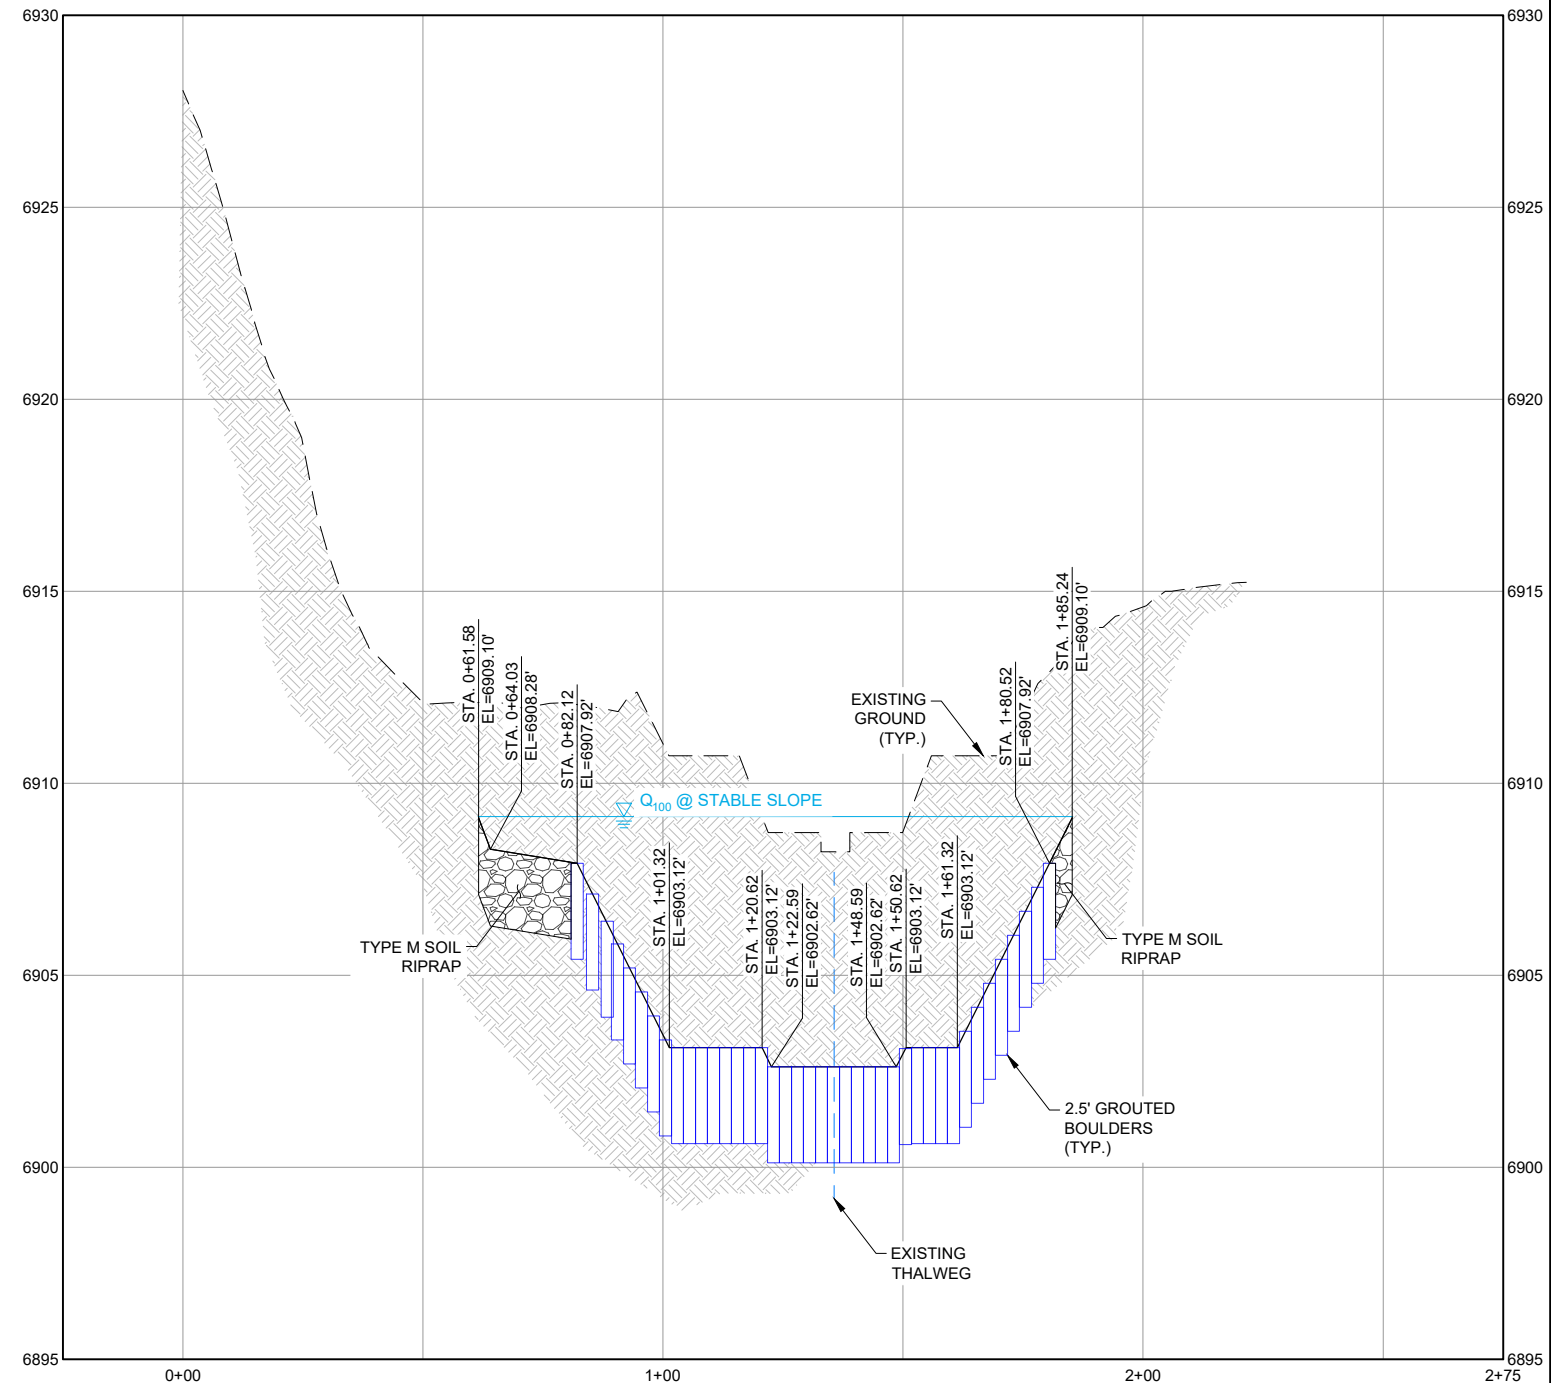 6930
6930
6925
6925
6920
6920
6915
6915
6910
6910
6905
6905
6900
6900
6895
6895
STA. 0+61.58
EL=6909.10'
STA. 0+64.03
EL=6908.28'
STA. 0+82.12
EL=6907.92'
STA. 1+01.32
EL=6903.12'
STA. 1+20.62
EL=6903.12'
STA. 1+22.59
EL=6902.62'
STA. 1+48.59
EL=6902.62'
STA. 1+50.62
EL=6903.12'
STA. 1+61.32
EL=6903.12'
STA. 1+80.52
EL=6907.92'
STA. 1+85.24
EL=6909.10'
EXISTING
GROUND
(TYP.)
Q100 @ STABLE SLOPE
TYPE M SOIL
RIPRAP
TYPE M SOIL
RIPRAP
2.5' GROUTED
BOULDERS
(TYP.)
EXISTING
THALWEG
0+00
1+00
2+00
2+75